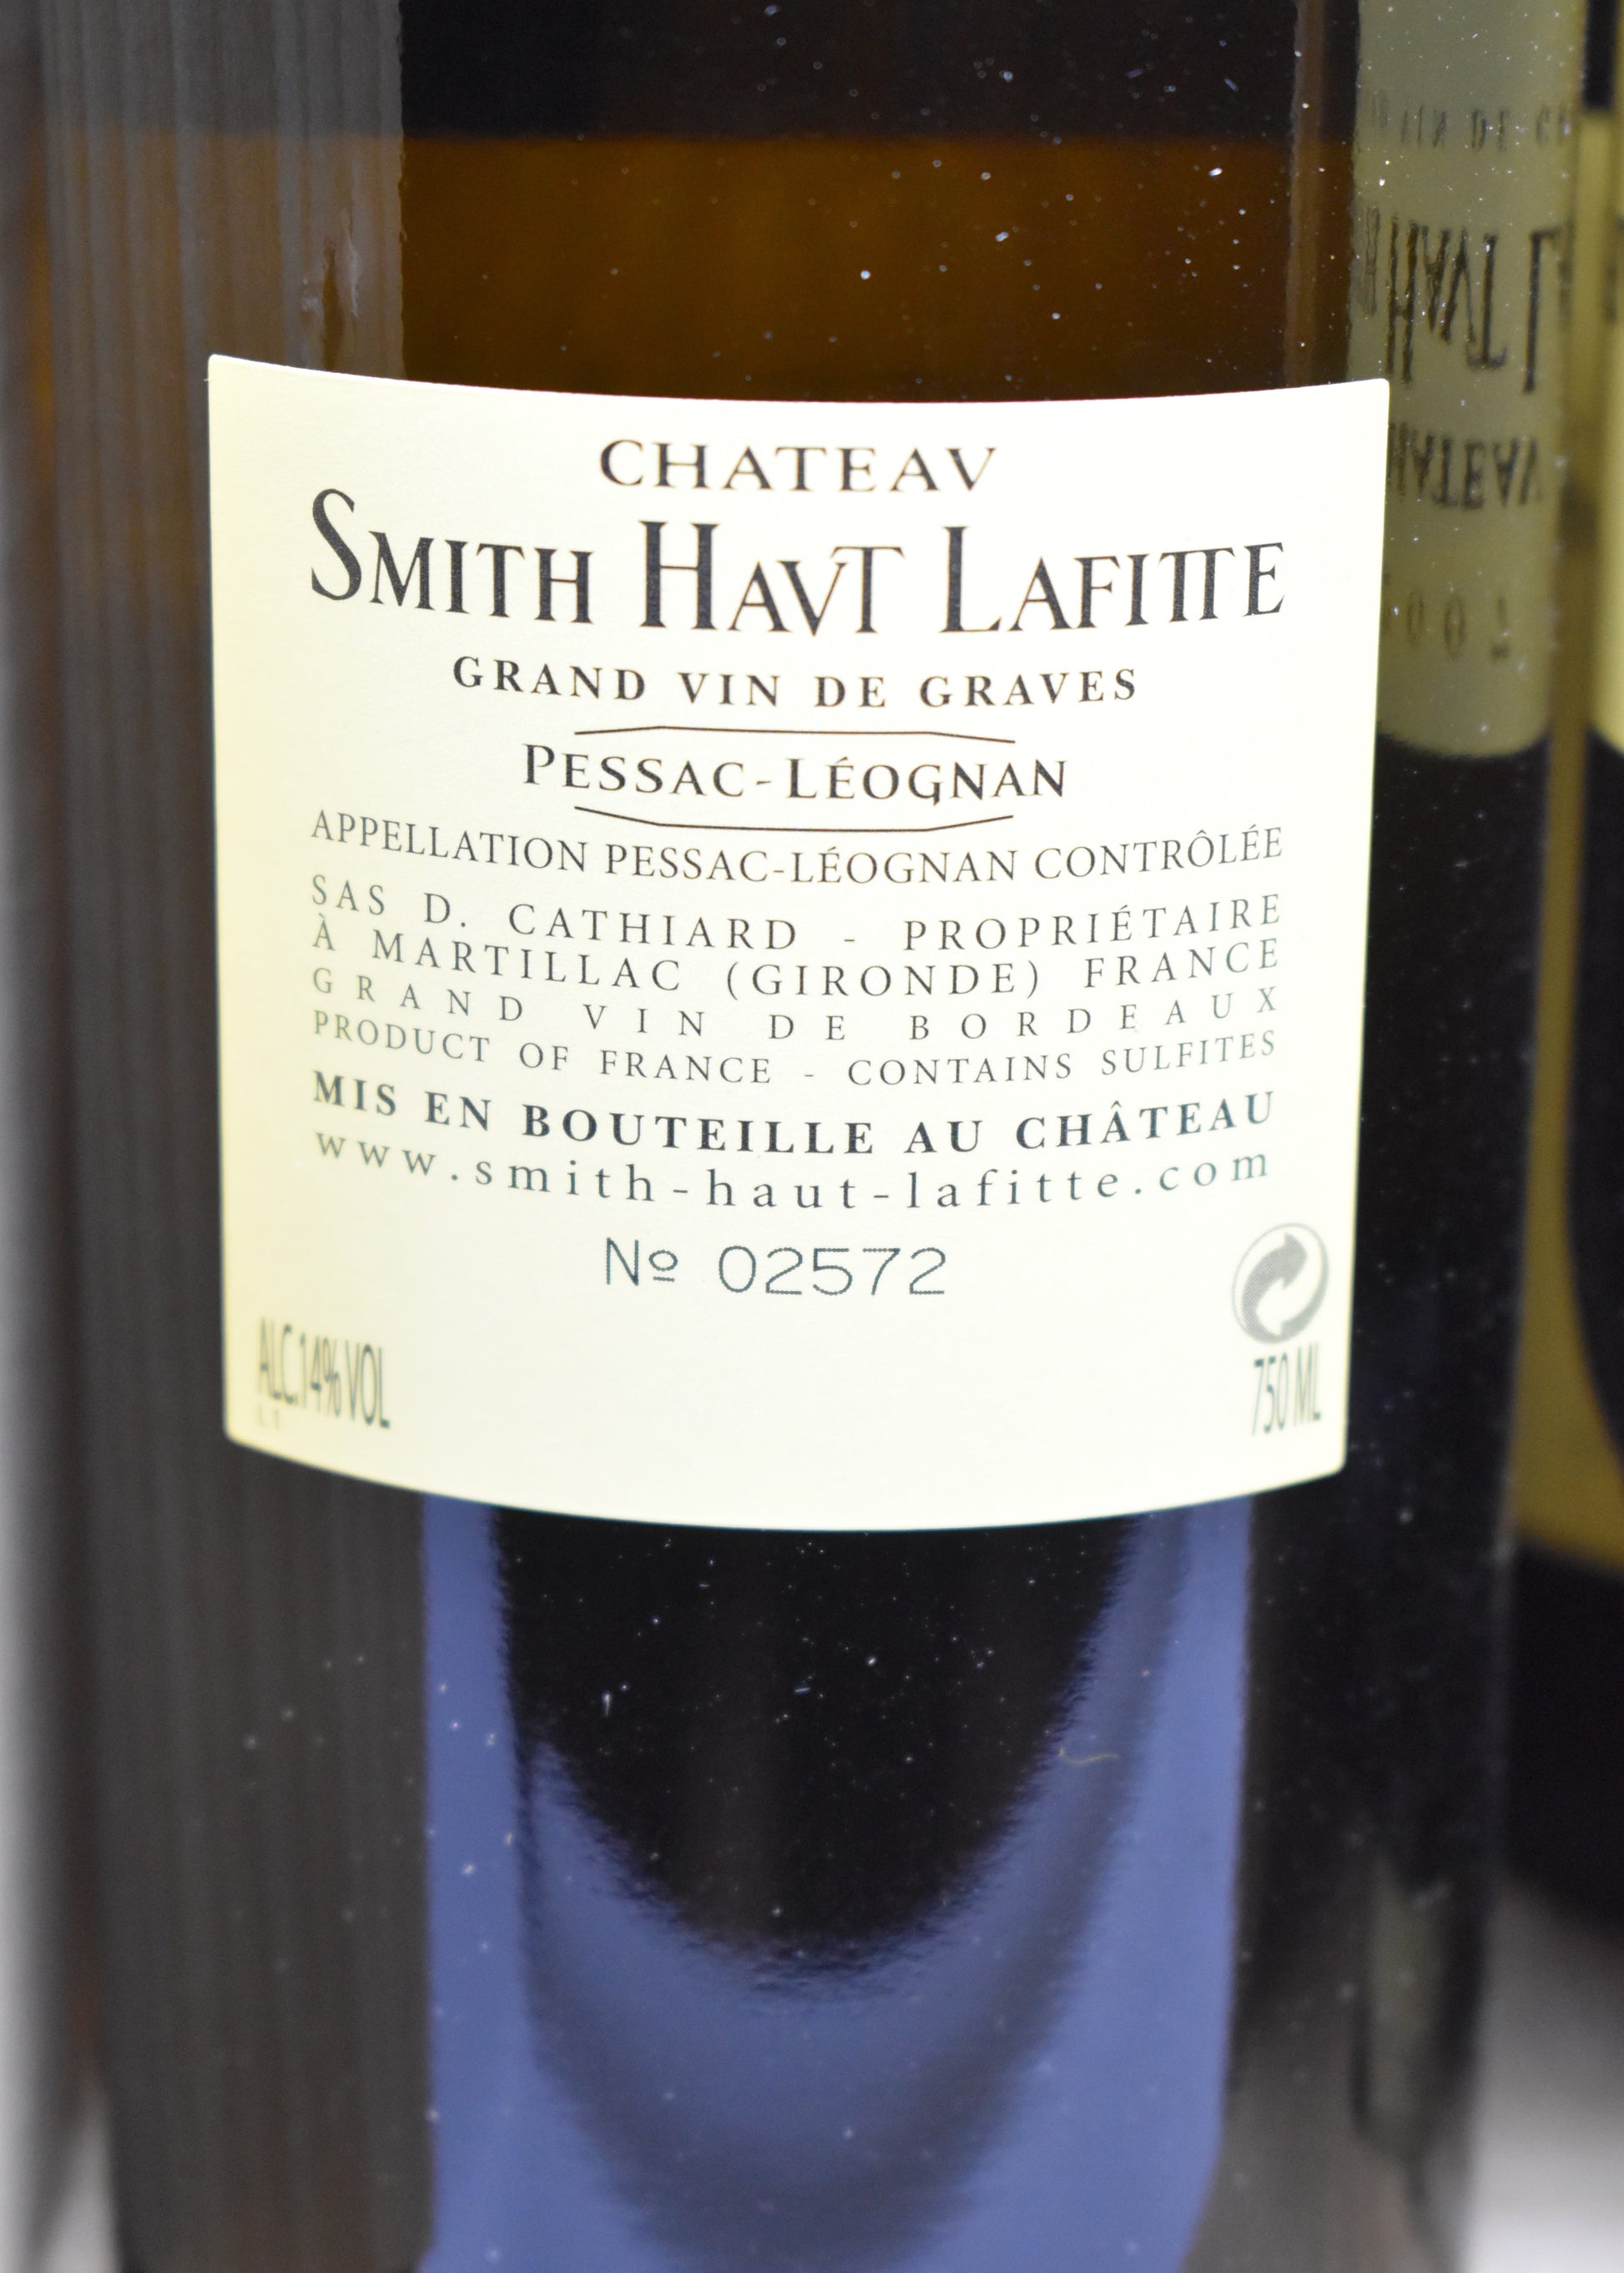 CHATEAV
SMITH HAVT LAFITTE
GRAND VIN DE GRAVES
PESSAC-LÉOGNAN
APPELLATION PESSAC-LÉOGNAN CONTRÔLÉE
SAS D. CATHIARD - PROPRIÉTAIRE
À MARTILLAC (GIRONDE) FRANCE
GRAND VIN DE BORDEAUX
PRODUCT OF FRANCE - CONTAINS SULFITES
MIS EN BOUTEILLE AU CHÂTEAU
www.smith-haut-lafitte.com
Nº 02572
ALC.14% VOL
750 ML